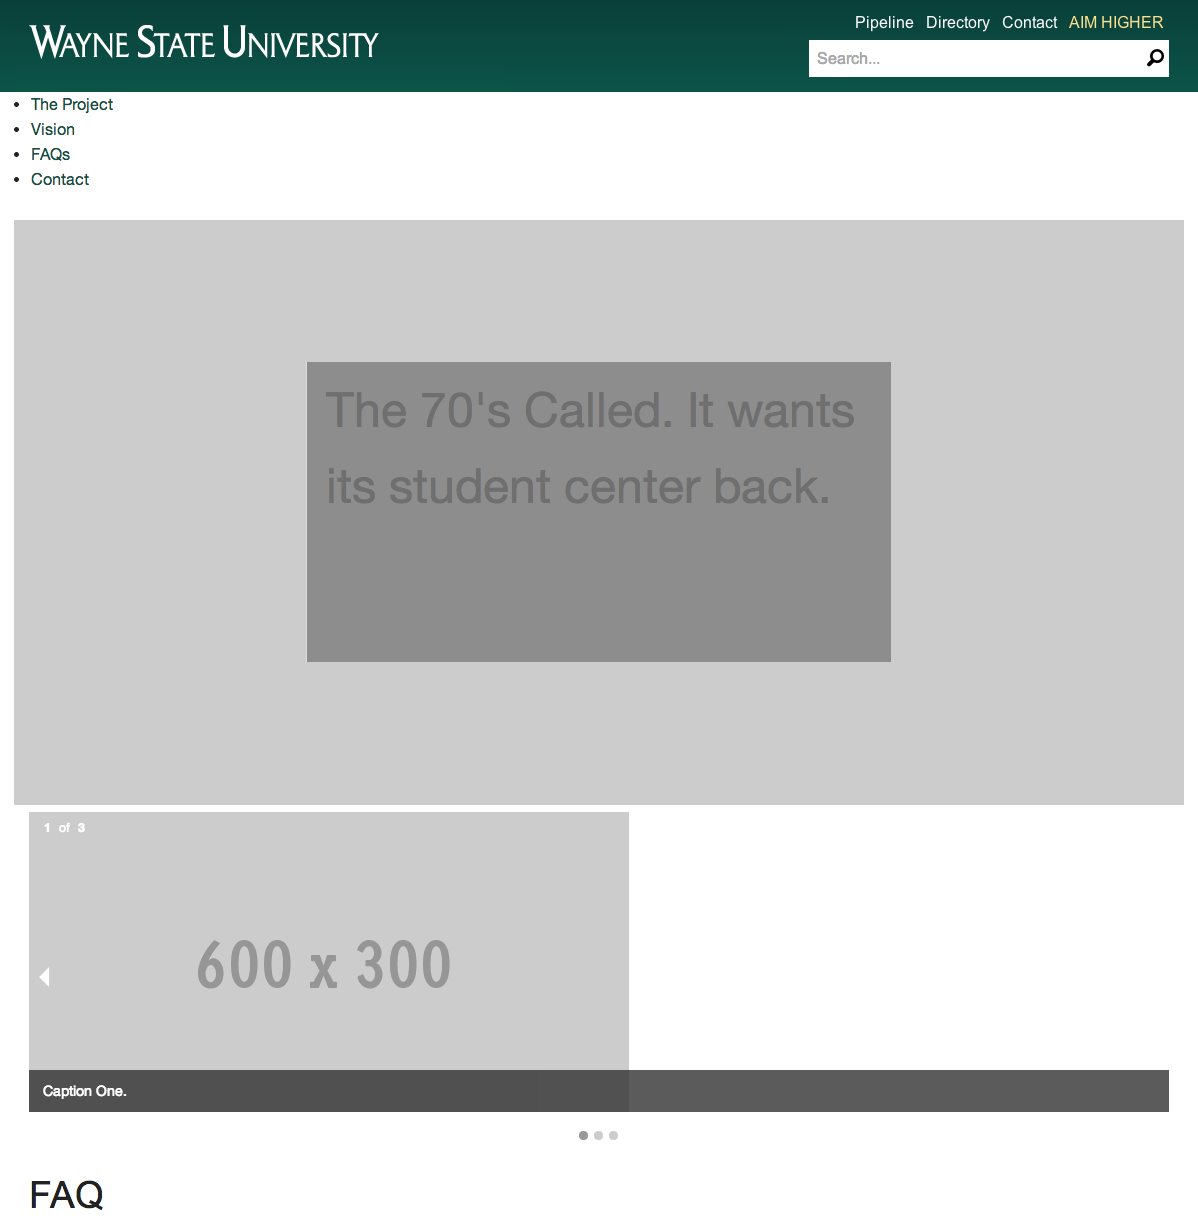 WAYNE STATE UNIVERSITY
Pipeline Directory Contact AIM HIGHER
Search...
The Project
Vision
FAQs
Contact
The 70's Called. It wants
its student center back.
1 of 3
600 x 300
Caption One.
FAQ